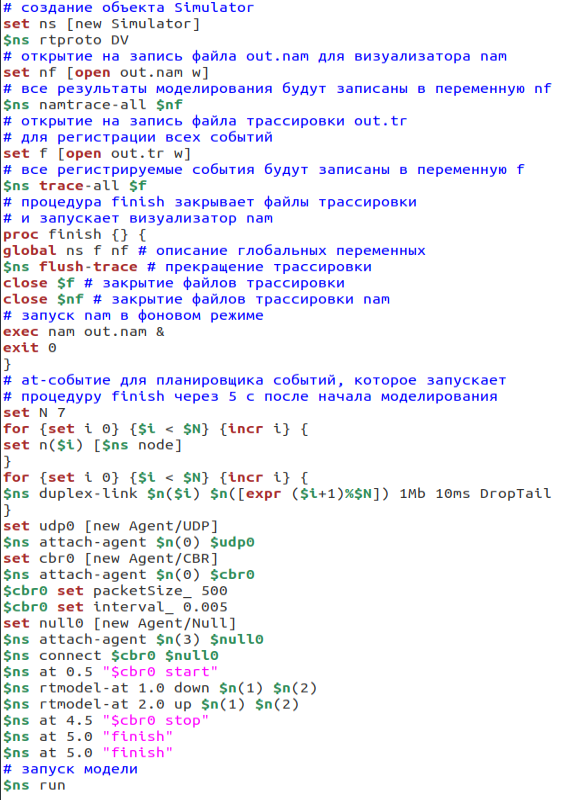 # создание объекта Simulator
set ns [new Simulator]
$ns rtproto DV
# открытие на запись файла out.nam для визуализатора nam
set nf [open out.nam w]
# все результаты моделирования будут записаны в переменную nf
$ns namtrace-all $nf
# открытие на запись файла трассировки out.tr
# для регистрации всех событий
set f [open out.tr w]
# все регистрируемые события будут записаны в переменную f
$ns trace-all $f
# процедура finish закрывает файлы трассировки
# и запускает визуализатор nam
proc finish {} {
global ns f nf # описание глобальных переменных
$ns flush-trace # прекращение трассировки
close $f # закрытие файлов трассировки
close $nf # закрытие файлов трассировки nam
# запуск nam в фоновом режиме
exec nam out.nam &
exit 0
}
# at-событие для планировщика событий, которое запускает
# процедуру finish через 5 с после начала моделирования
set N 7
for {set i 0} {$i < $N} {incr i} {
set n($i) [$ns node]
}
for {set i 0} {$i < $N} {incr i} {
$ns duplex-link $n($i) $n([expr ($i+1)%$N]) 1Mb 10ms DropTail
}
set udp0 [new Agent/UDP]
$ns attach-agent $n(0) $udp0
set cbr0 [new Agent/CBR]
$ns attach-agent $n(0) $cbr0
$cbr0 set packetSize_ 500
$cbr0 set interval_ 0.005
set null0 [new Agent/Null]
$ns attach-agent $n(3) $null0
$ns connect $cbr0 $null0
$ns at 0.5 "$cbr0 start"
$ns rtmodel-at 1.0 down $n(1) $n(2)
$ns rtmodel-at 2.0 up $n(1) $n(2)
$ns at 4.5 "$cbr0 stop"
$ns at 5.0 "finish"
$ns at 5.0 "finish"
# запуск модели
$ns run